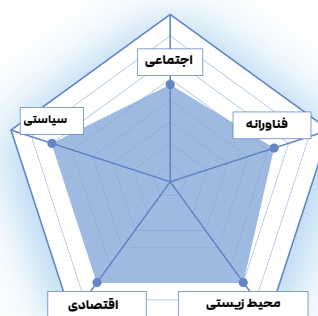 اجتماعی
فناورانه
سیاستی
محیط زیستی
اقتصادی